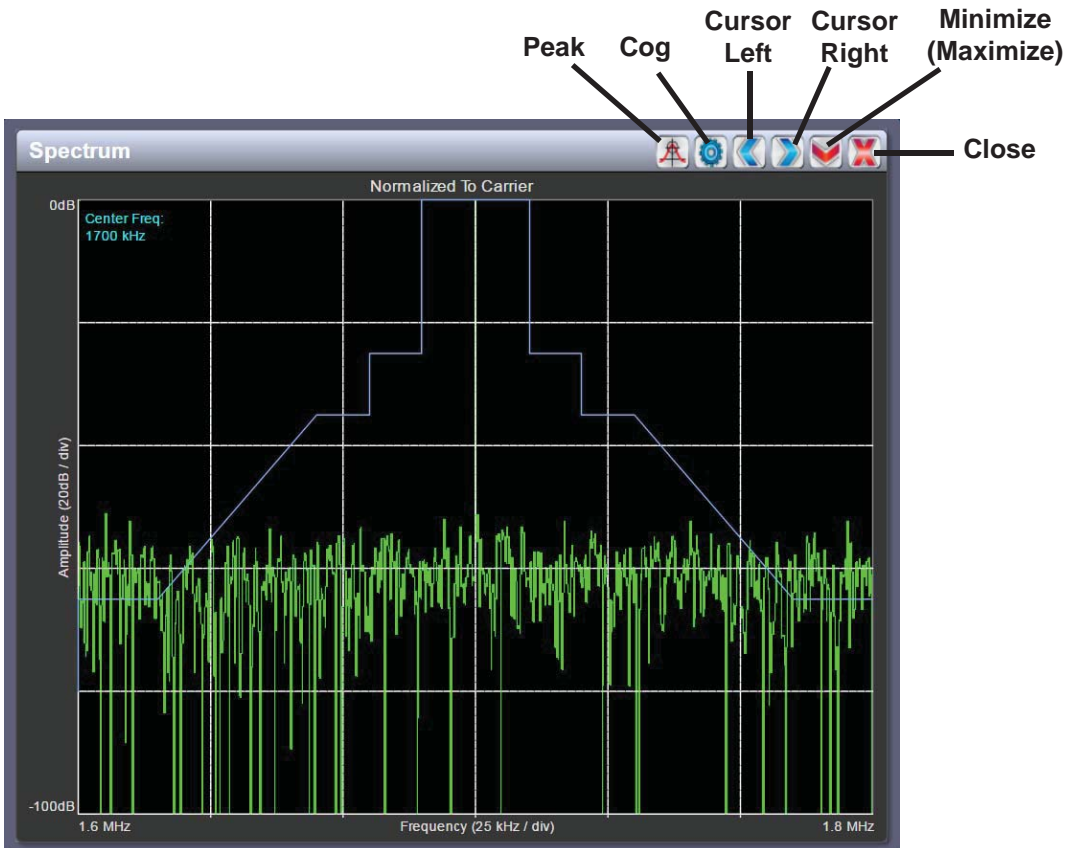 Peak
Cog
Cursor
Left
Cursor
Right
Minimize
(Maximize)
Close
Spectrum
Normalized To Carrier
0dB
Center Freq:
1700 kHz
Amplitude (20dB / div)
-100dB
1.6 MHz
Frequency (25 kHz / div)
1.8 MHz